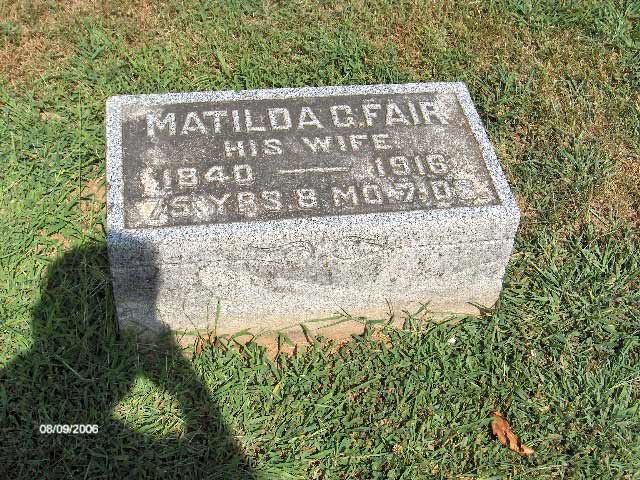 MATILDA C. FAIR
HIS WIFE
1840 — 1916
75 YRS. 8 MO. 7 DS.
08/09/2006